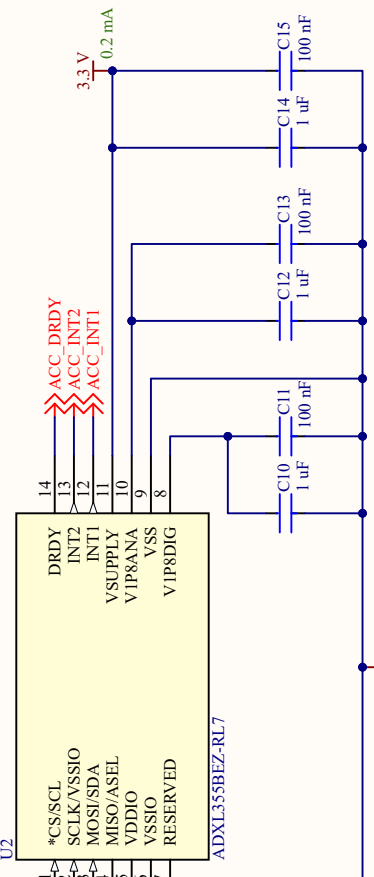 3.3 V
0.2 mA
C15
100 nF
C14
1 uF
C13
100 nF
C12
1 uF
C11
100 nF
C10
1 uF
ACC_DRDY
ACC_INT2
ACC_INT1
14
13
12
11
10
9
8
DRDY
INT2
INT1
VSUPPLY
V1P8ANA
VSS
V1P8DIG
*CS/SCL
SCLK/VSSIO
MOSI/SDA
MISO/ASEL
VDDIO
VSSIO
RESERVED
U2
ADXL355BEZ-RL7